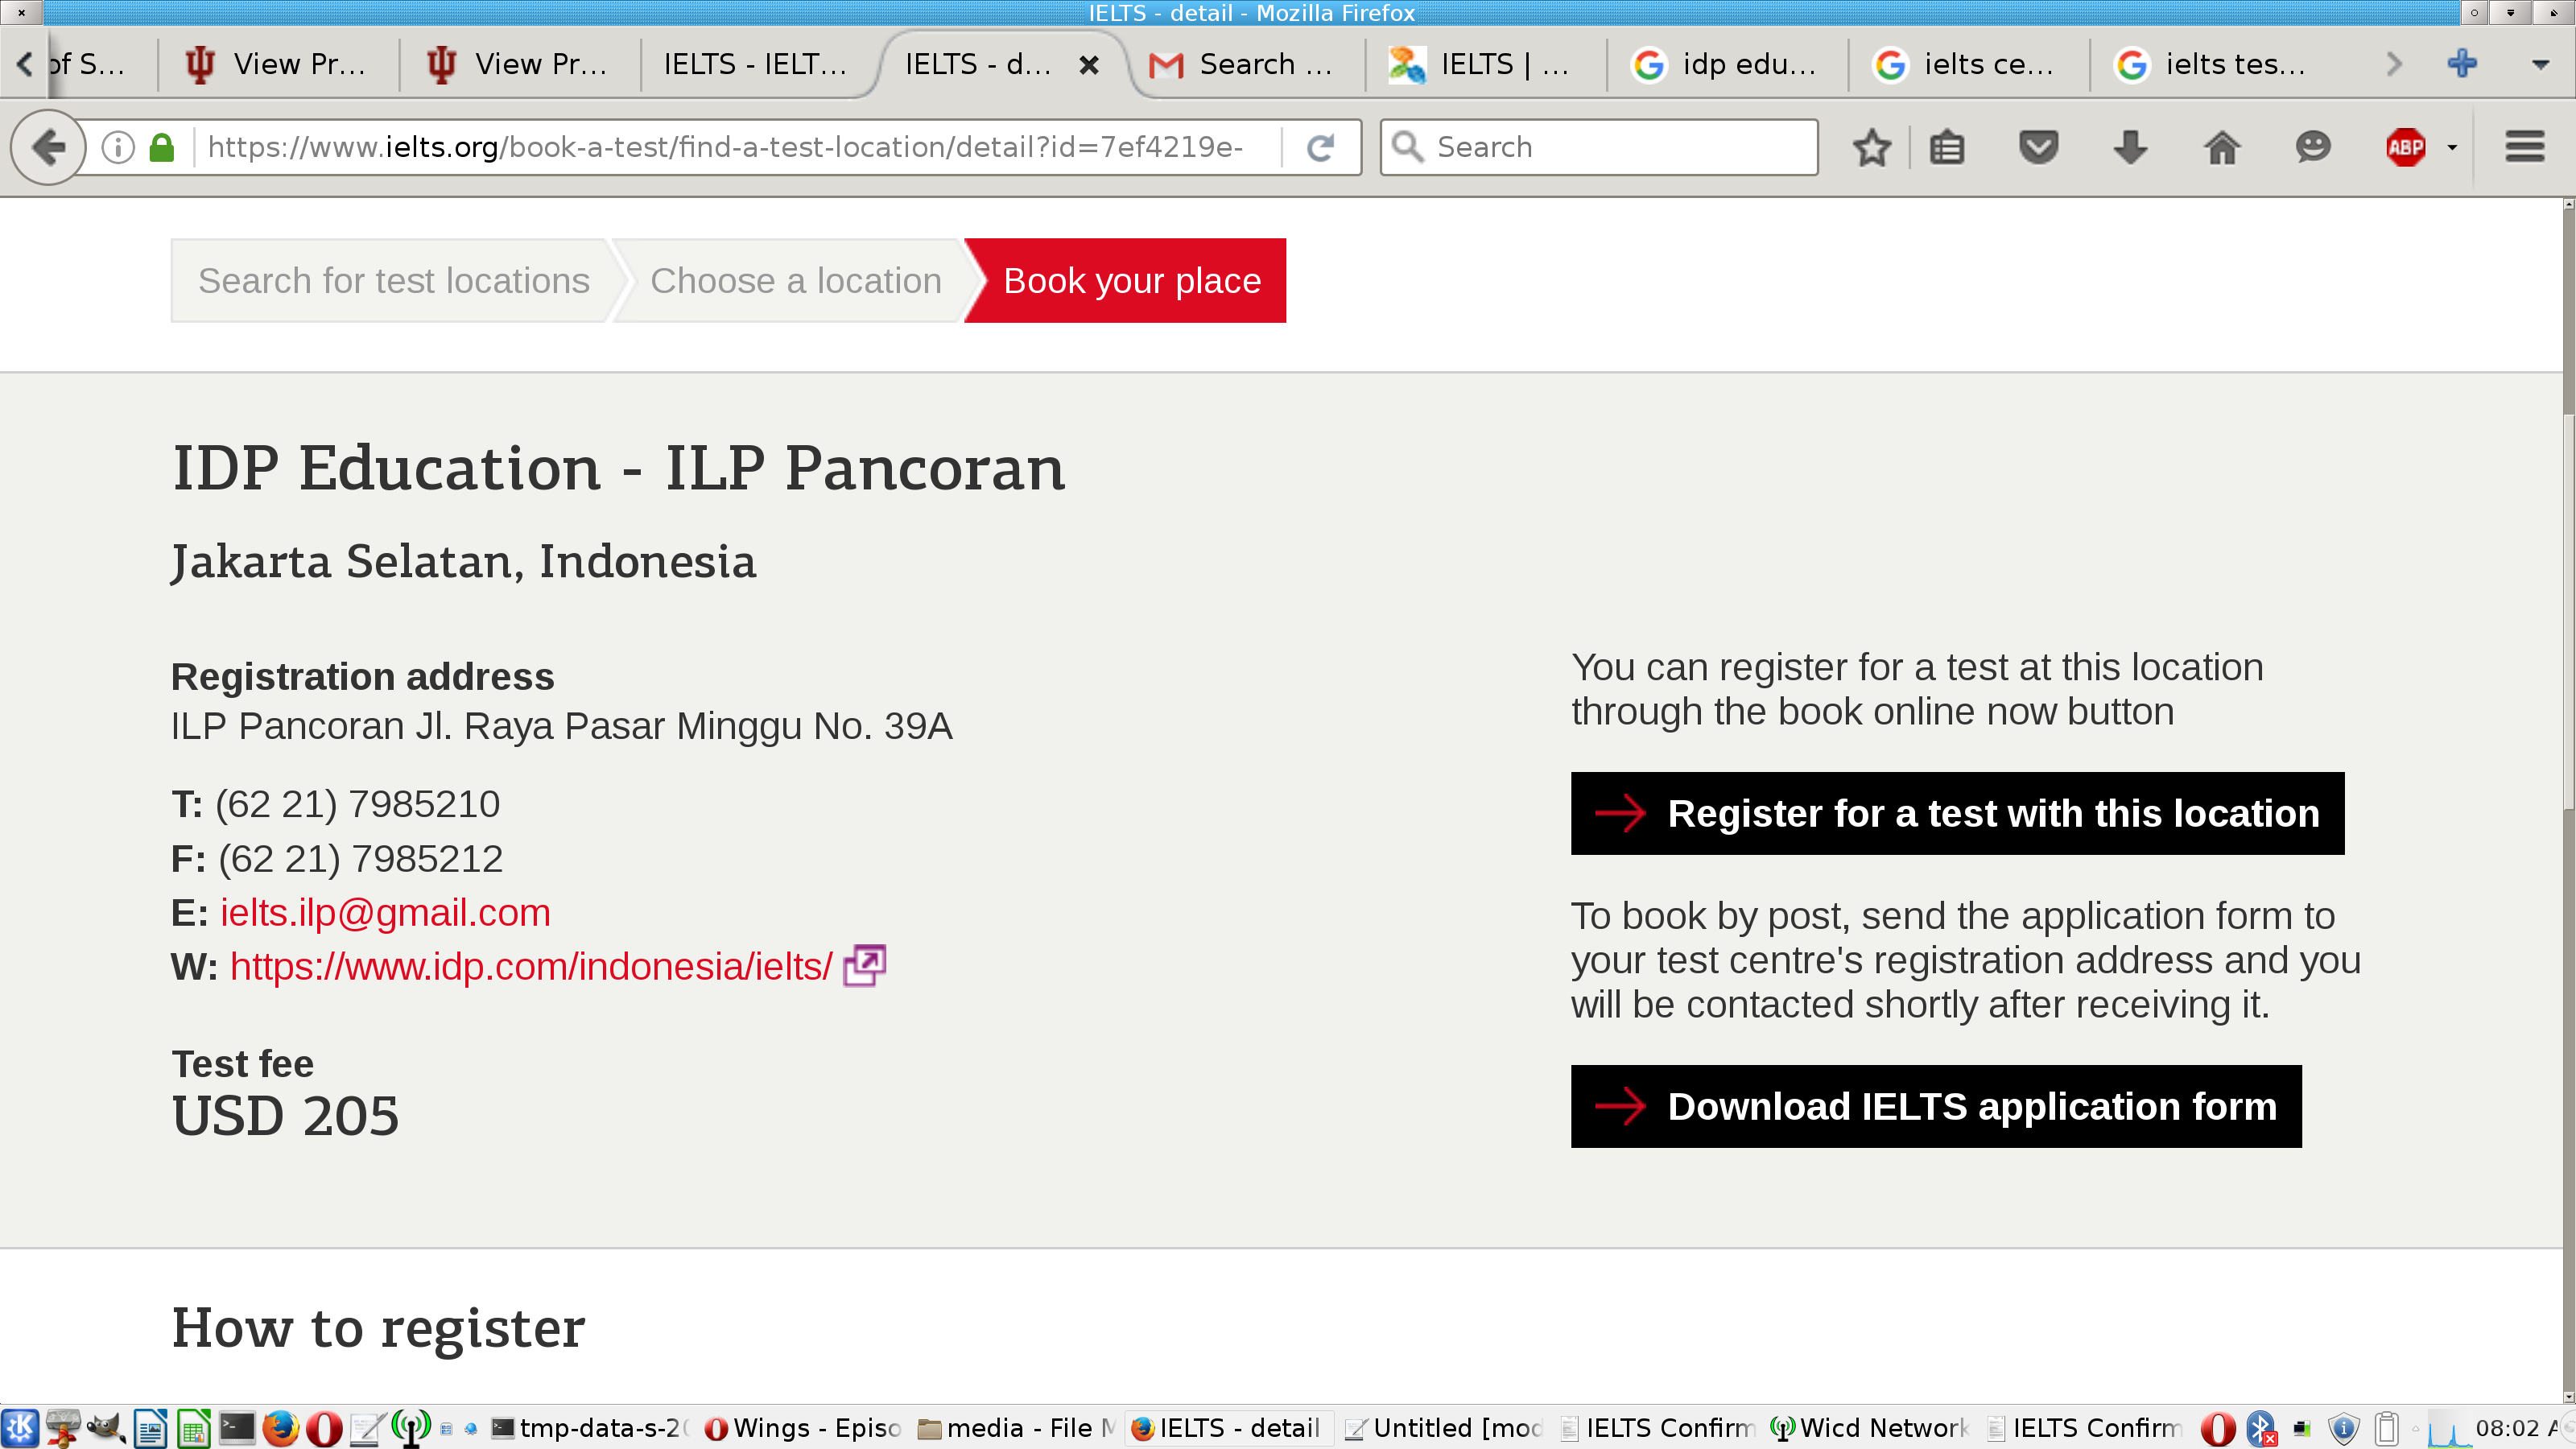 IELTS - detail - Mozilla Firefox
of S...
View Pr...
View Pr...
IELTS - IELT...
IELTS - d...
Search ...
IELTS | ...
idp edu...
ielts ce...
ielts tes...
https://www.ielts.org/book-a-test/find-a-test-location/detail?id=7ef4219e-
Search
ABP
Search for test locations
Choose a location
Book your place
IDP Education - ILP Pancoran
Jakarta Selatan, Indonesia
Registration address
ILP Pancoran Jl. Raya Pasar Minggu No. 39A
T: (62 21) 7985210
F: (62 21) 7985212
E: ielts.ilp@gmail.com
W: https://www.idp.com/indonesia/ielts/
Test fee
USD 205
You can register for a test at this location
through the book online now button
Register for a test with this location
To book by post, send the application form to
your test centre's registration address and you
will be contacted shortly after receiving it.
Download IELTS application form
How to register
tmp-data-s-20
Wings - Episo
media - File M
IELTS - detail
Untitled [mod
IELTS Confirm
Wicd Network
IELTS Confirm
08:02 A